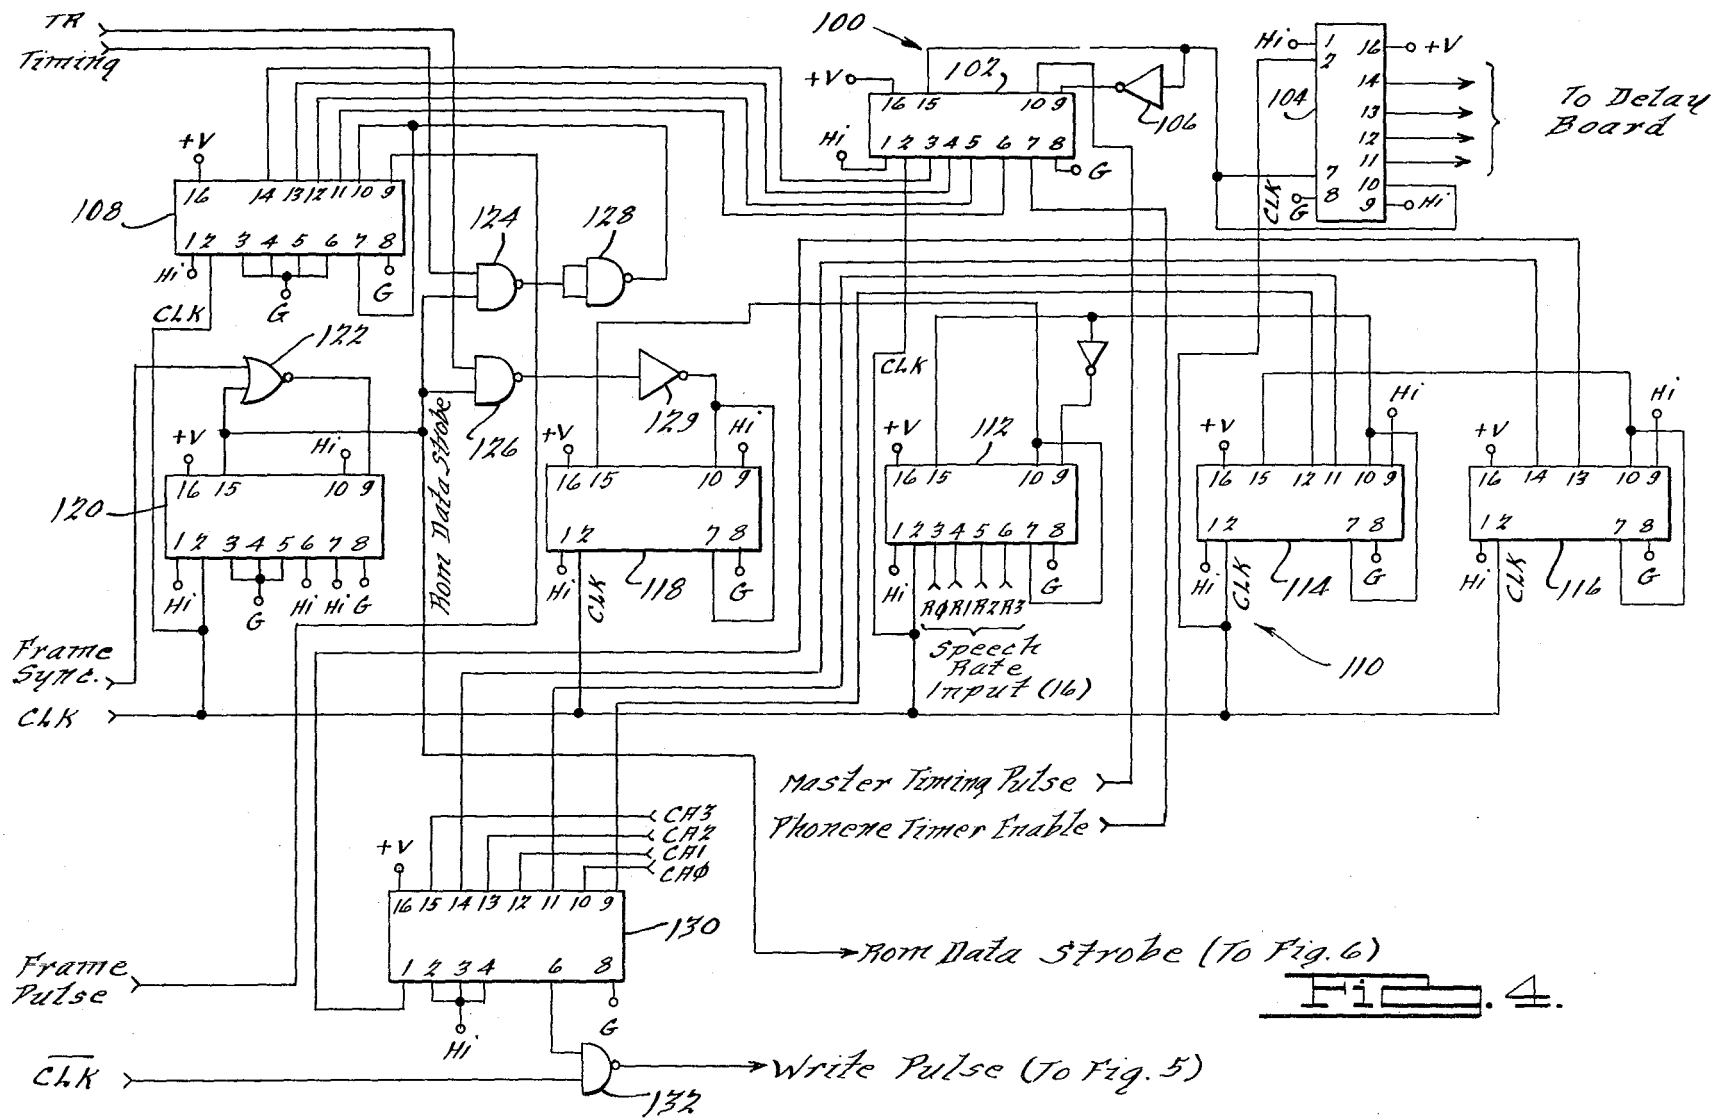 TR
Timing
100
+V
102
16 15 10 9
1 2 3 4 5 6 7 8
Hi
G
106
Hi
1 16 +V
2
14
104
13
12
11
7
10
8
9 Hi
CLK
G
To Delay
Board
+V
108
16 14 13 12 11 10 9
1 2 3 4 5 6 7 8
Hi
G
G
CLK
124
128
122
126
129
Rom Data Strobe
+V
Hi
120
16 15 10 9
1 2 3 4 5 6 7 8
Hi
G
Hi Hi G
+V
Hi
16 15 10 9
1 2 7 8
Hi
CLK
118
G
CLK
+V
112
16 15 10 9
1 2 3 4 5 6 7 8
Hi
G
RØ R1 R2 R3
Speech
Rate
Input (16)
+V
Hi
16 15 12 11 10 9
1 2 7 8
Hi
CLK
114
G
110
+V
Hi
16 14 13 10 9
1 2 7 8
Hi
CLK
116
G
Frame
Sync.
CLK
Master Timing Pulse
Phoneme Timer Enable
CA3
CA2
CA1
CAØ
+V
16 15 14 13 12 11 10 9
130
1 2 3 4 6 8
Hi
G
Frame
Pulse
Rom Data Strobe (To Fig. 6)
Fig. 4.
CLK
132
Write Pulse (To Fig. 5)